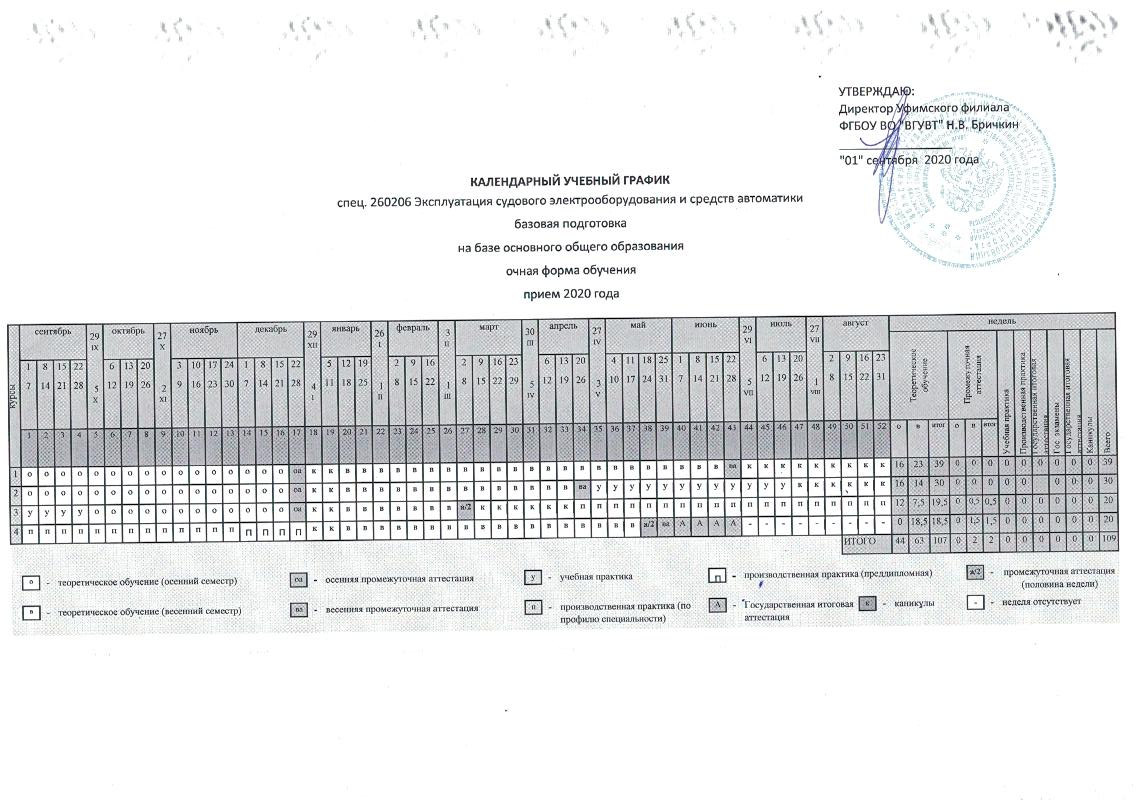 УТВЕРЖДАЮ:
Директор Уфимского филиала
ФГБОУ ВО "ВГУВТ" Н.В. Бричкин
"01" сентября 2020 года
КАЛЕНДАРНЫЙ УЧЕБНЫЙ ГРАФИК
спец. 260206 Эксплуатация судового электрооборудования и средств автоматики
базовая подготовка
на базе основного общего образования
очная форма обучения
прием 2020 года
курсы сентябрь 29 IX 5 X октябрь 27 X 2 XI ноябрь декабрь 29 XII 4 I январь 26 I 1 II февраль 3 II 1 III март 30 III 5 IV апрель 27 IV 3 V май июнь 29 VI 5 VII июль 27 VII 1 VIII август недель
1 8 15 22 6 13 20 3 10 17 24 1 8 15 22 5 12 19 2 9 16 2 9 16 23 6 13 20 4 11 18 25 1 8 15 22 6 13 20 2 9 16 23
7 14 21 28 12 19 26 9 16 23 30 7 14 21 28 11 18 25 8 15 22 8 15 22 29 12 19 26 10 17 24 31 7 14 21 28 12 19 26 8 15 22 31
Теоретическое обучение Промежуточная аттестация Учебная практика Производственная практика Государственная итоговая аттестация Гос. экзамены Государственная итоговая аттестация Каникулы Всего
1 2 3 4 5 6 7 8 9 10 11 12 13 14 15 16 17 18 19 20 21 22 23 24 25 26 27 28 29 30 31 32 33 34 35 36 37 38 39 40 41 42 43 44 45 46 47 48 49 50 51 52 о в итог о в итог
1 о о о о о о о о о о о о о о о о оа к к в в в в в в в в в в в в в в в в в в в в в в в ва к к к к к к к к к 16 23 39 0 0 0 0 0 0 0 0 0 39
2 о о о о о о о о о о о о о о о о оа к к в в в в в в в в в в в в в в ва у у у у у у у у у у у у к к к к к к 16 14 30 0 0 0 0 0 0 0 0 0 30
3 у у у у о о о о о о о о о о о о оа к к в в в в в в в а/2 к к к к к п п п п п п п п п п п п п п п п п п п п 12 7,5 19,5 0 0,5 0,5 0 0 0 0 0 0 20
4 п п п п п п п п п п п п п П П П П к к в в в в в в в в в в в в в в в в в в а/2 ва А А А А - - - - - - - - - 0 18,5 18,5 0 1,5 1,5 0 0 0 0 0 0 20
ИТОГО 44 63 107 0 2 2 0 0 0 0 0 0 109
о - теоретическое обучение (осенний семестр) оа - осенняя промежуточная аттестация у - учебная практика П - производственная практика (преддипломная) а/2 - промежуточная аттестация (половина недели)
в - теоретическое обучение (весенний семестр) ва - весенняя промежуточная аттестация п - производственная практика (по профилю специальности) А - Государственная итоговая аттестация к - каникулы - - неделя отсутствует